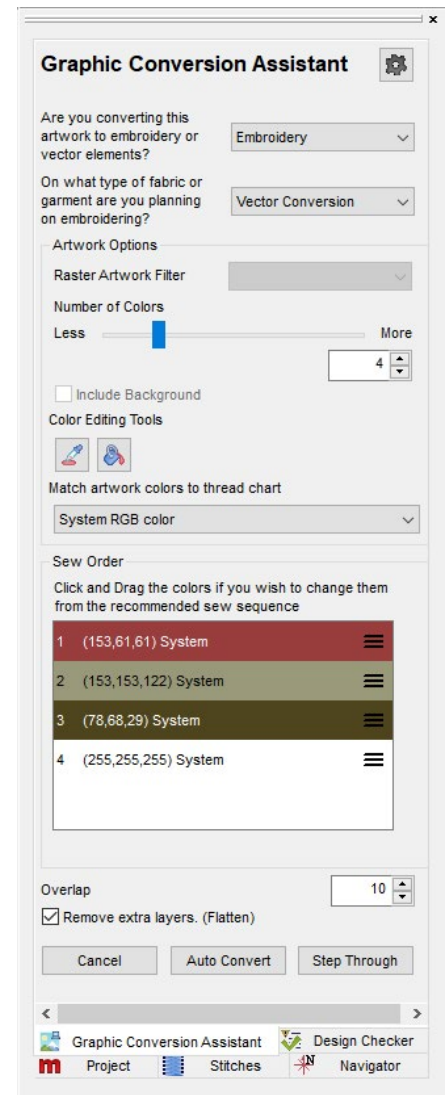 Graphic Conversion Assistant
Are you converting this
artwork to embroidery or
vector elements?
Embroidery
On what type of fabric or
garment are you planning
on embroidering?
Vector Conversion
Artwork Options
Raster Artwork Filter
Number of Colors
Less
More
4
Include Background
Color Editing Tools
Match artwork colors to thread chart
System RGB color
Sew Order
Click and Drag the colors if you wish to change them
from the recommended sew sequence
1 (153,61,61) System
2 (153,153,122) System
3 (78,68,29) System
4 (255,255,255) System
Overlap
10
Remove extra layers. (Flatten)
Cancel Auto Convert Step Through
Graphic Conversion Assistant Design Checker
m Project Stitches N Navigator